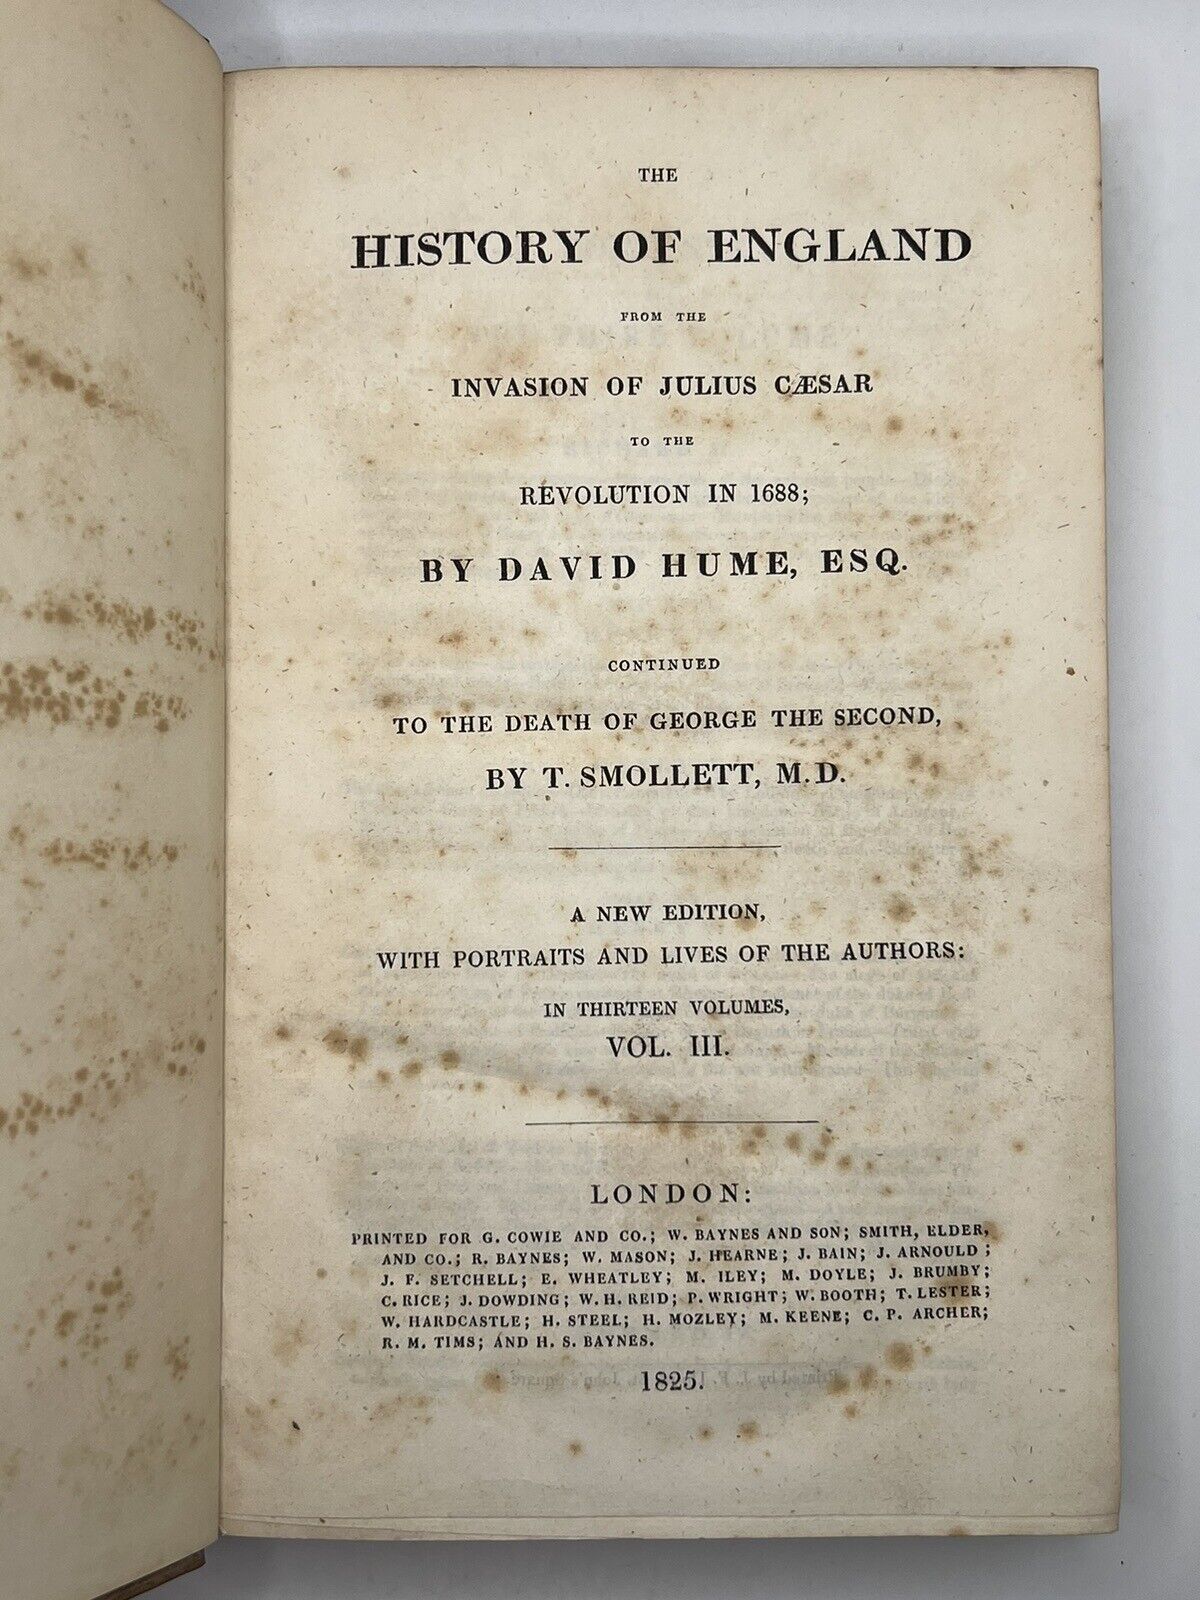 THE
HISTORY OF ENGLAND
FROM THE
INVASION OF JULIUS CÆSAR
TO THE
REVOLUTION IN 1688;
BY DAVID HUME, ESQ.
CONTINUED
TO THE DEATH OF GEORGE THE SECOND,
BY T. SMOLLETT, M.D.
A NEW EDITION,
WITH PORTRAITS AND LIVES OF THE AUTHORS:
IN THIRTEEN VOLUMES,
VOL. III.
LONDON:
PRINTED FOR G. COWIE AND CO.; W. BAYNES AND SON; SMITH, ELDER,
AND CO.; R. BAYNES; W. MASON; J. HEARNE; J. BAIN; J. ARNOULD;
J. F. SETCHELL; E. WHEATLEY; M. ILEY; M. DOYLE; J. BRUMBY;
C. RICE; J. DOWDING; W. H. REID; P. WRIGHT; W. BOOTH; T. LESTER;
W. HARDCASTLE; H. STEEL; H. MOZLEY; M. KEENE; C. P. ARCHER;
R. M. TIMS; AND H. S. BAYNES.
1825.